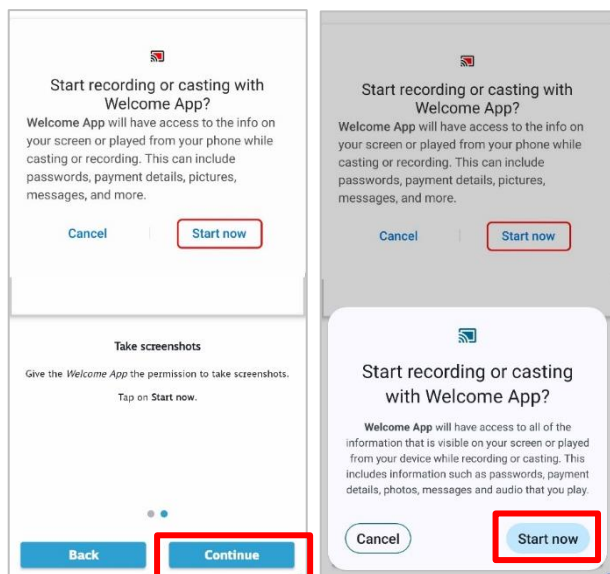 Start recording or casting with
Welcome App?
Welcome App will have access to the info on
your screen or played from your phone while
casting or recording. This can include
passwords, payment details, pictures,
messages, and more.
Cancel
Start now
Take screenshots
Give the Welcome App the permission to take screenshots.
Tap on Start now.
Back
Continue
Start recording or casting with
Welcome App?
Welcome App will have access to the info on
your screen or played from your phone while
casting or recording. This can include
passwords, payment details, pictures,
messages, and more.
Cancel
Start now
Start recording or casting
with Welcome App?
Welcome App will have access to all of the
information that is visible on your screen or played
from your device while recording or casting. This
includes information such as passwords, payment
details, photos, messages and audio that you play.
Cancel
Start now